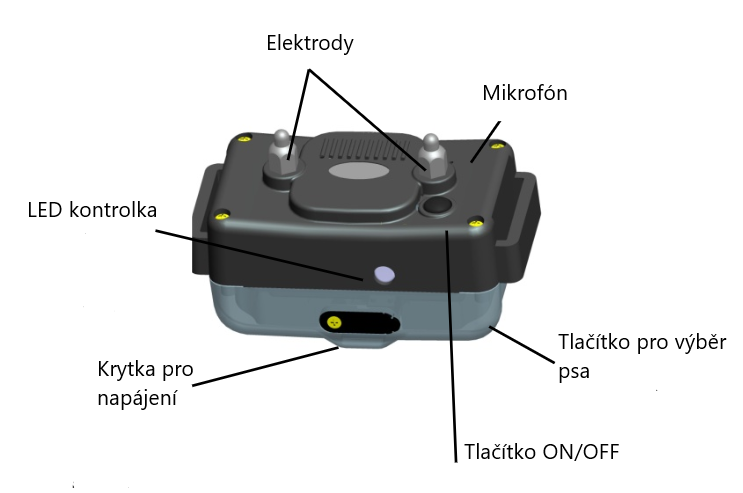 Elektrody
Mikrofón
LED kontrolka
Tlačítko pro výběr
psa
Krytka pro
napájení
Tlačítko ON/OFF